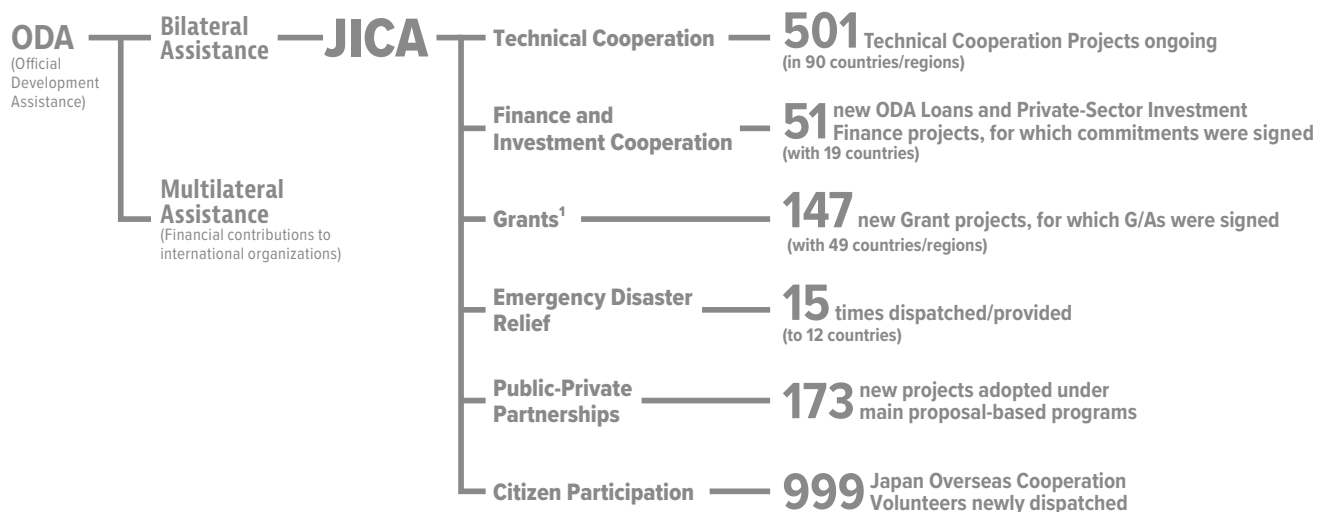 ODA
(Official
Development
Assistance)
Bilateral
Assistance
Multilateral
Assistance
(Financial contributions to
international organizations)
JICA
Technical Cooperation
501 Technical Cooperation Projects ongoing
(in 90 countries/regions)
Finance and
Investment Cooperation
51 new ODA Loans and Private-Sector Investment
Finance projects, for which commitments were signed
(with 19 countries)
Grants¹
147 new Grant projects, for which G/As were signed
(with 49 countries/regions)
Emergency Disaster
Relief
15 times dispatched/provided
(to 12 countries)
Public-Private
Partnerships
173 new projects adopted under
main proposal-based programs
Citizen Participation
999 Japan Overseas Cooperation
Volunteers newly dispatched